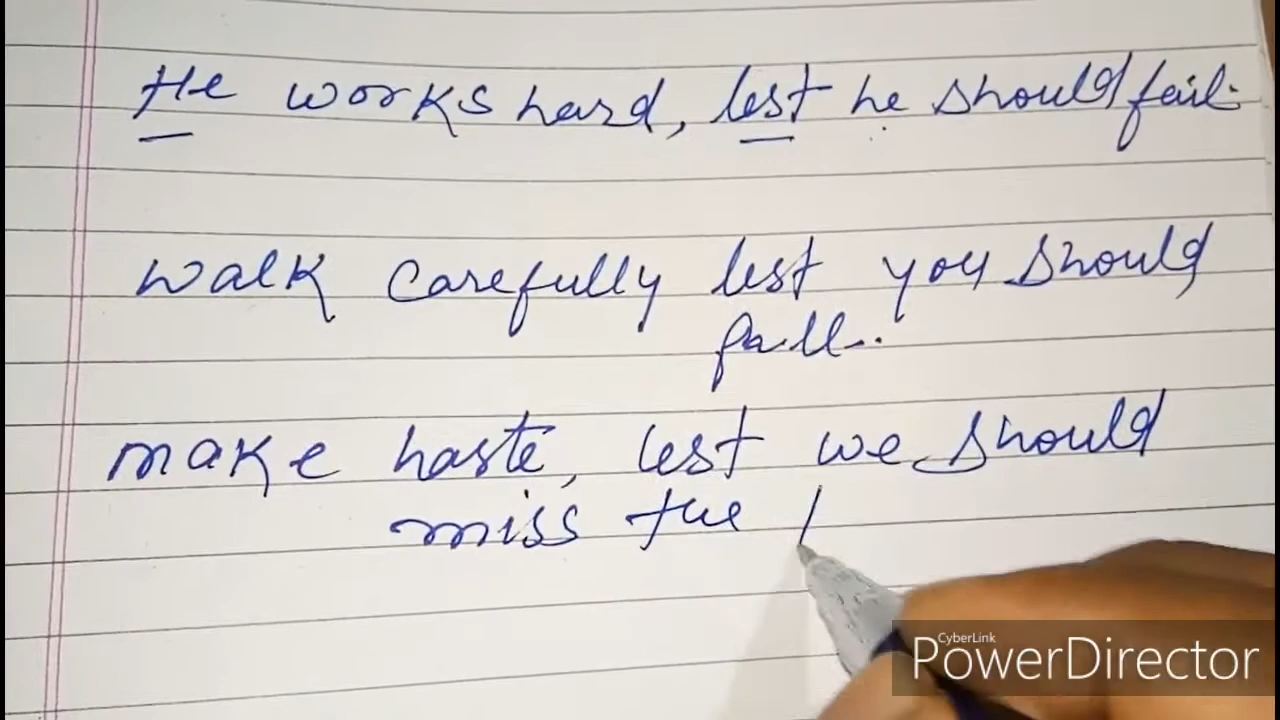 He works hard, lest he should fail.
walk carefully lest you should
fall.
make haste, lest we should
miss the
CyberLink
PowerDirector